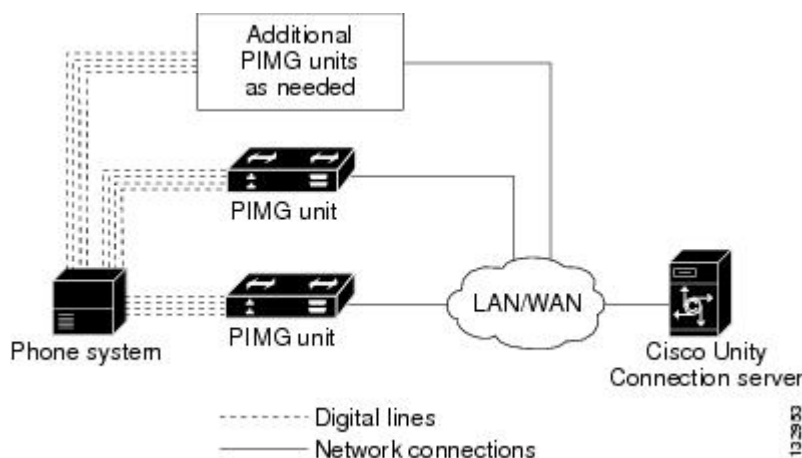 Additional
PIMG units
as needed
PIMG unit
PIMG unit
Phone system
LAN/WAN
Cisco Unity
Connection server
Digital lines
Network connections
132953